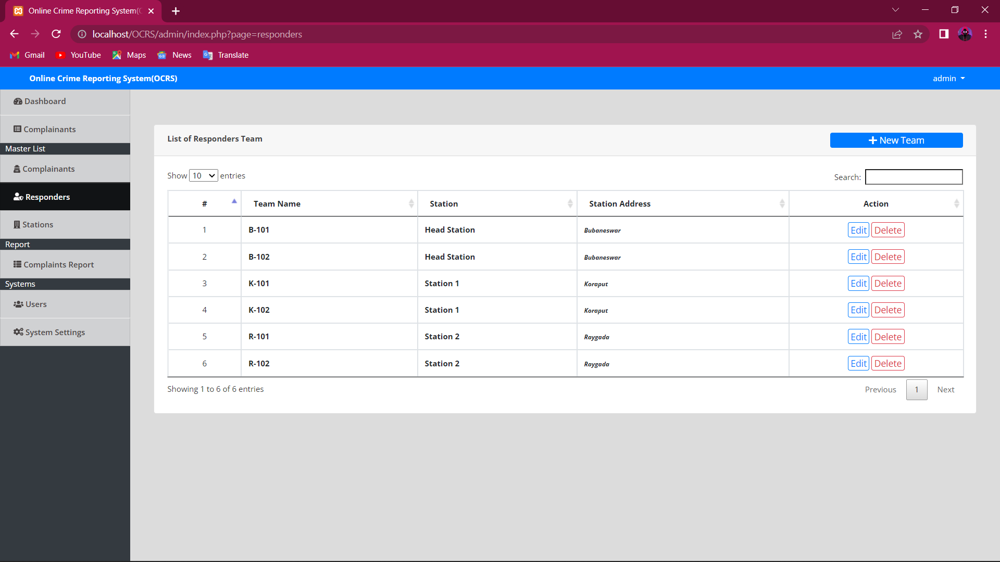 Online Crime Reporting System(
localhost/OCRS/admin/index.php?page=responders
Gmail YouTube Maps News Translate
Online Crime Reporting System(OCRS) admin
Dashboard
Complainants
Master List
Complainants
Responders
Stations
Report
Complaints Report
Systems
Users
System Settings
List of Responders Team + New Team
Show 10 entries Search:
# Team Name Station Station Address Action
1 B-101 Head Station Bubaneswar Edit Delete
2 B-102 Head Station Bubaneswar Edit Delete
3 K-101 Station 1 Koraput Edit Delete
4 K-102 Station 1 Koraput Edit Delete
5 R-101 Station 2 Raygada Edit Delete
6 R-102 Station 2 Raygada Edit Delete
Showing 1 to 6 of 6 entries Previous 1 Next